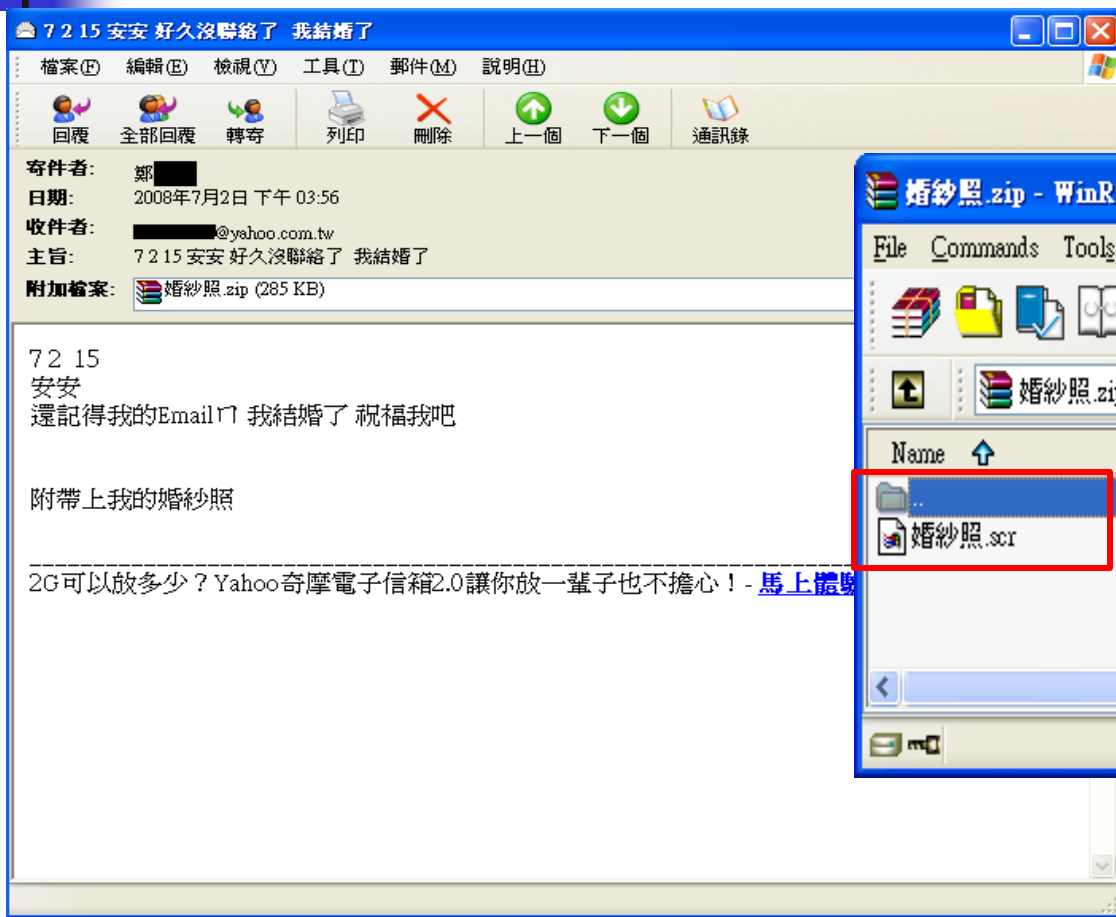 7 2 15 安安 好久沒聯絡了 我結婚了
檔案(F) 編輯(E) 檢視(V) 工具(T) 郵件(M) 說明(H)
回覆 全部回覆 轉寄 列印 刪除 上一個 下一個 通訊錄
寄件者: 鄭
日期: 2008年7月2日 下午 03:56
收件者: @yahoo.com.tw
主旨: 7 2 15 安安 好久沒聯絡了 我結婚了
附加檔案: 婚紗照.zip (285 KB)
7 2 15
安安
還記得我的Emailㄇ 我結婚了 祝福我吧
附帶上我的婚紗照
2G可以放多少？Yahoo奇摩電子信箱2.0讓你放一輩子也不擔心！- 馬上體驗
婚紗照.zip - WinR
File Commands Tools
婚紗照.zi
Name
..
婚紗照.scr